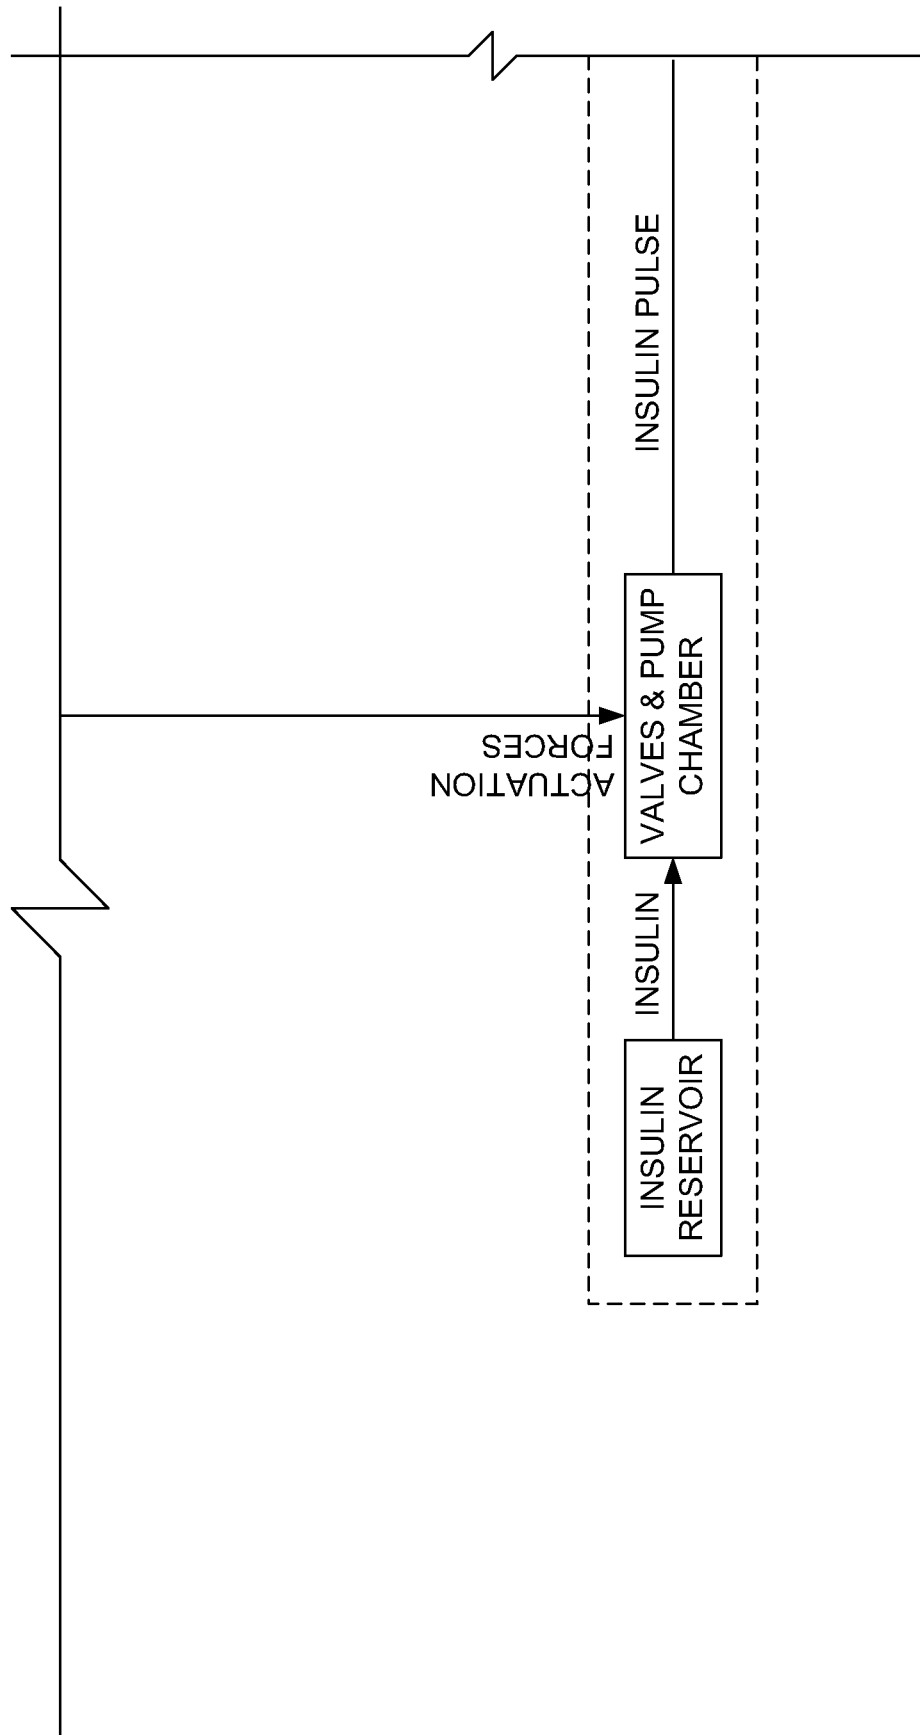 INSULIN
RESERVOIR
INSULIN
VALVES & PUMP
CHAMBER
INSULIN PULSE
ACTUATION
FORCES